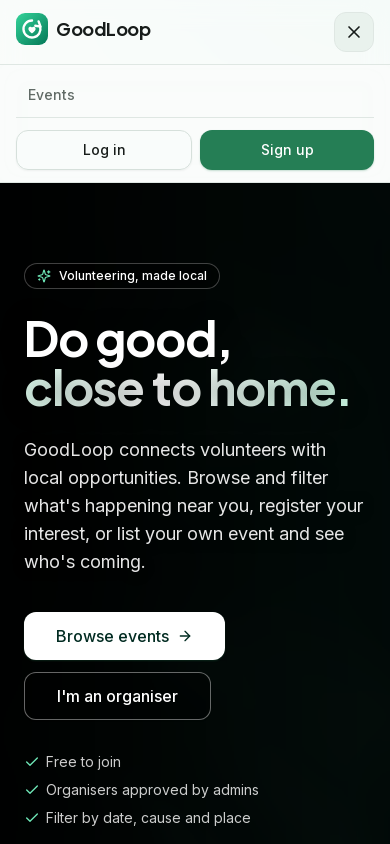 GoodLoop
Events
Log in
Sign up
Volunteering, made local
Do good,
close to home.
GoodLoop connects volunteers with
local opportunities. Browse and filter
what's happening near you, register your
interest, or list your own event and see
who's coming.
Browse events
I'm an organiser
Free to join
Organisers approved by admins
Filter by date, cause and place